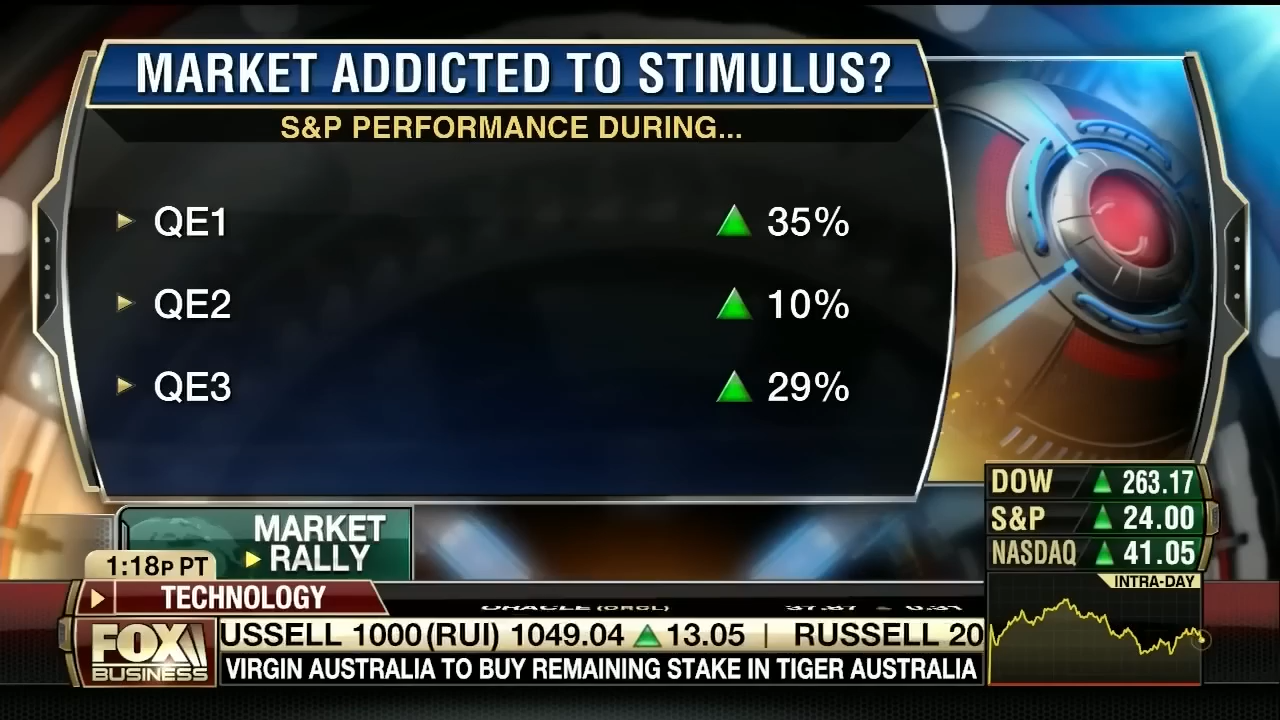 MARKET ADDICTED TO STIMULUS?
S&P PERFORMANCE DURING...
QE1 35%
QE2 10%
QE3 29%
DOW 263.17
S&P 24.00
NASDAQ 41.05
INTRA-DAY
MARKET
RALLY
1:18P PT
TECHNOLOGY
ORACLE (ORCL)
FOX
BUSINESS
USSELL 1000 (RUI) 1049.04 13.05 | RUSSELL 20
VIRGIN AUSTRALIA TO BUY REMAINING STAKE IN TIGER AUSTRALIA